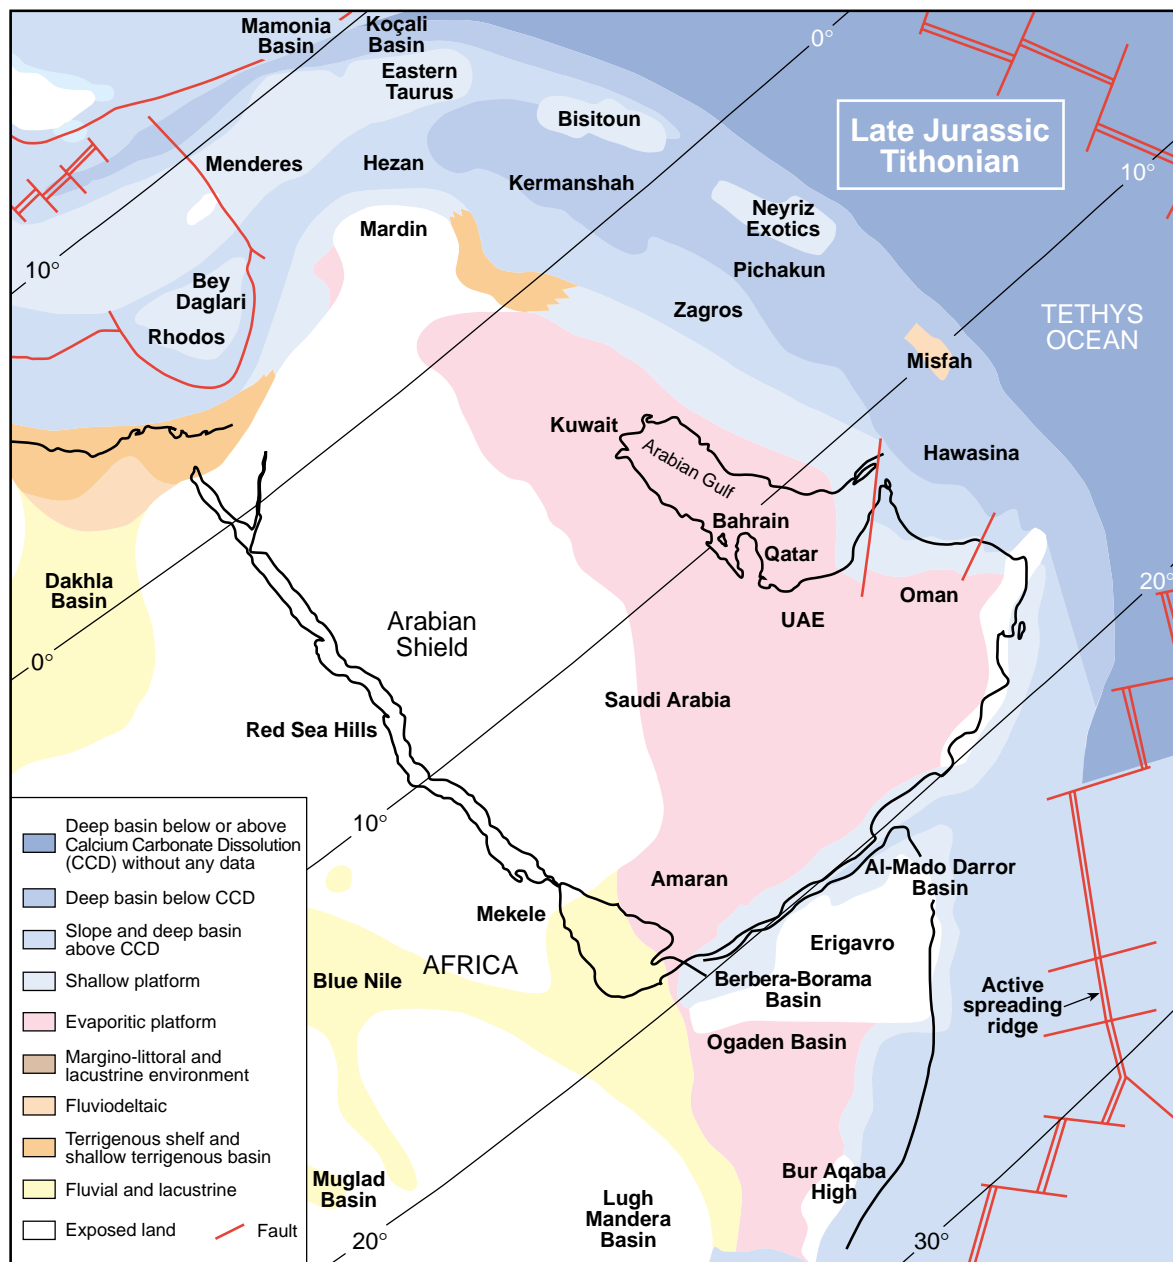 Mamonia
Basin
Koçali
Basin
Eastern
Taurus
0°
Bisitoun
Late Jurassic
Tithonian
10°
Menderes
Hezan
Kermanshah
Neyriz
Exotics
Mardin
10°
Bey
Daglari
Pichakun
Rhodos
Zagros
TETHYS
OCEAN
Misfah
Kuwait
Arabian Gulf
Hawasina
Bahrain
Qatar
Dakhla
Basin
20°
Oman
UAE
Arabian
Shield
0°
Saudi Arabia
Red Sea Hills
10°
Al-Mado Darror
Basin
Amaran
Mekele
Erigavro
AFRICA
Blue Nile
Berbera-Borama
Basin
Active
spreading
ridge
Ogaden Basin
Bur Aqaba
High
Muglad
Basin
Lugh
Mandera
Basin
20°
30°
Deep basin below or above
Calcium Carbonate Dissolution
(CCD) without any data
Deep basin below CCD
Slope and deep basin
above CCD
Shallow platform
Evaporitic platform
Margino-littoral and
lacustrine environment
Fluviodeltaic
Terrigenous shelf and
shallow terrigenous basin
Fluvial and lacustrine
Exposed land
Fault